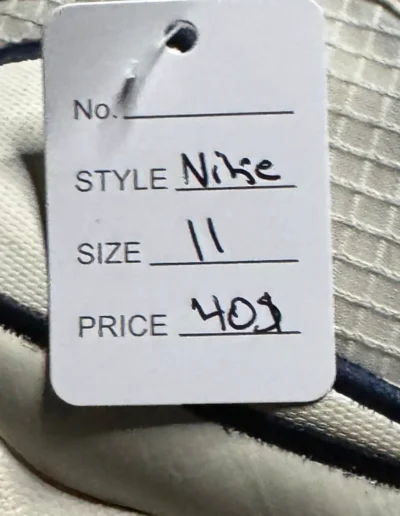 No.
STYLE Nike
SIZE 11
PRICE 40$